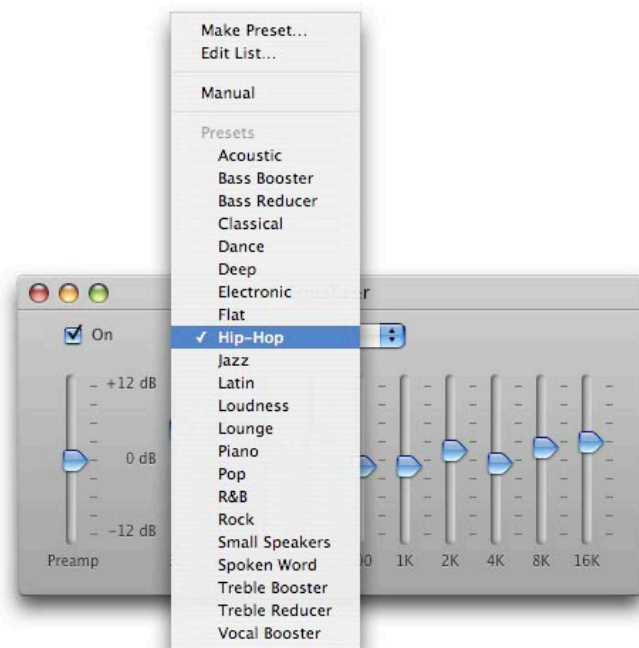 Make Preset...
Edit List...
Manual
Presets
Acoustic
Bass Booster
Bass Reducer
Classical
Dance
Deep
Electronic
Flat
✓ Hip-Hop
Jazz
Latin
Loudness
Lounge
Piano
Pop
R&B
Rock
Small Speakers
Spoken Word
Treble Booster
Treble Reducer
Vocal Booster
On
+12 dB
0 dB
-12 dB
Preamp
1K 2K 4K 8K 16K